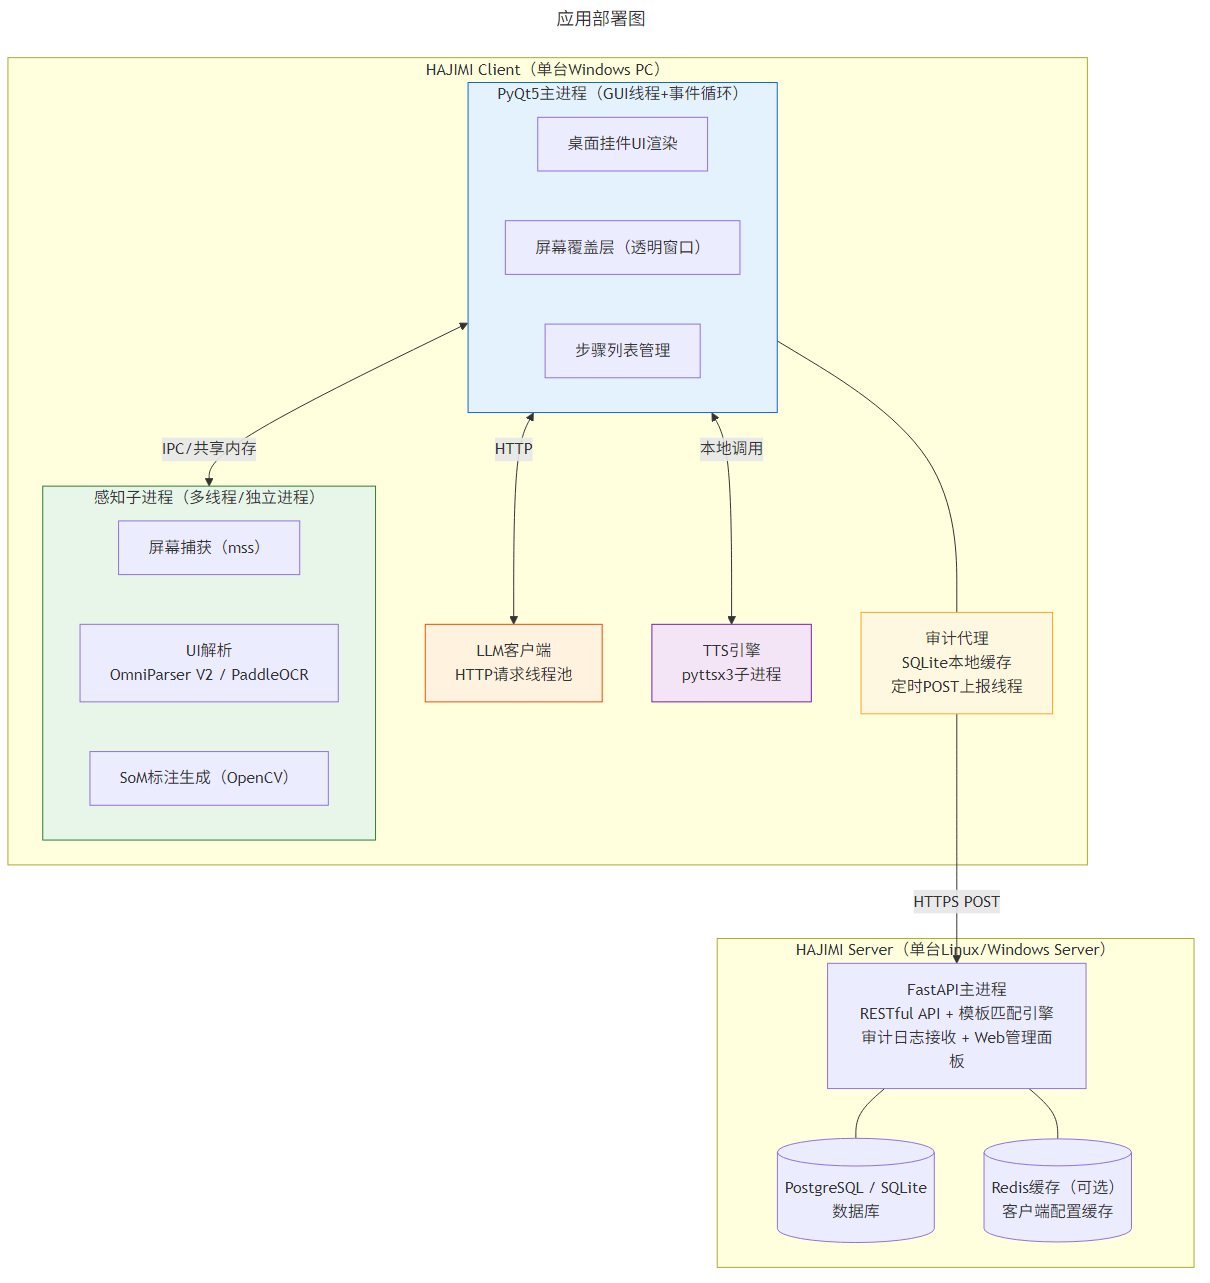 应用部署图
HAJIMI Client（单台Windows PC）
PyQt5主进程（GUI线程+事件循环）
桌面挂件UI渲染
屏幕覆盖层（透明窗口）
步骤列表管理
IPC/共享内存
HTTP
本地调用
感知子进程（多线程/独立进程）
屏幕捕获（mss）
UI解析
OmniParser V2 / PaddleOCR
SoM标注生成（OpenCV）
LLM客户端
HTTP请求线程池
TTS引擎
pyttsx3子进程
审计代理
SQLite本地缓存
定时POST上报线程
HTTPS POST
HAJIMI Server（单台Linux/Windows Server）
FastAPI主进程
RESTful API + 模板匹配引擎
审计日志接收 + Web管理面
板
PostgreSQL / SQLite
数据库
Redis缓存（可选）
客户端配置缓存